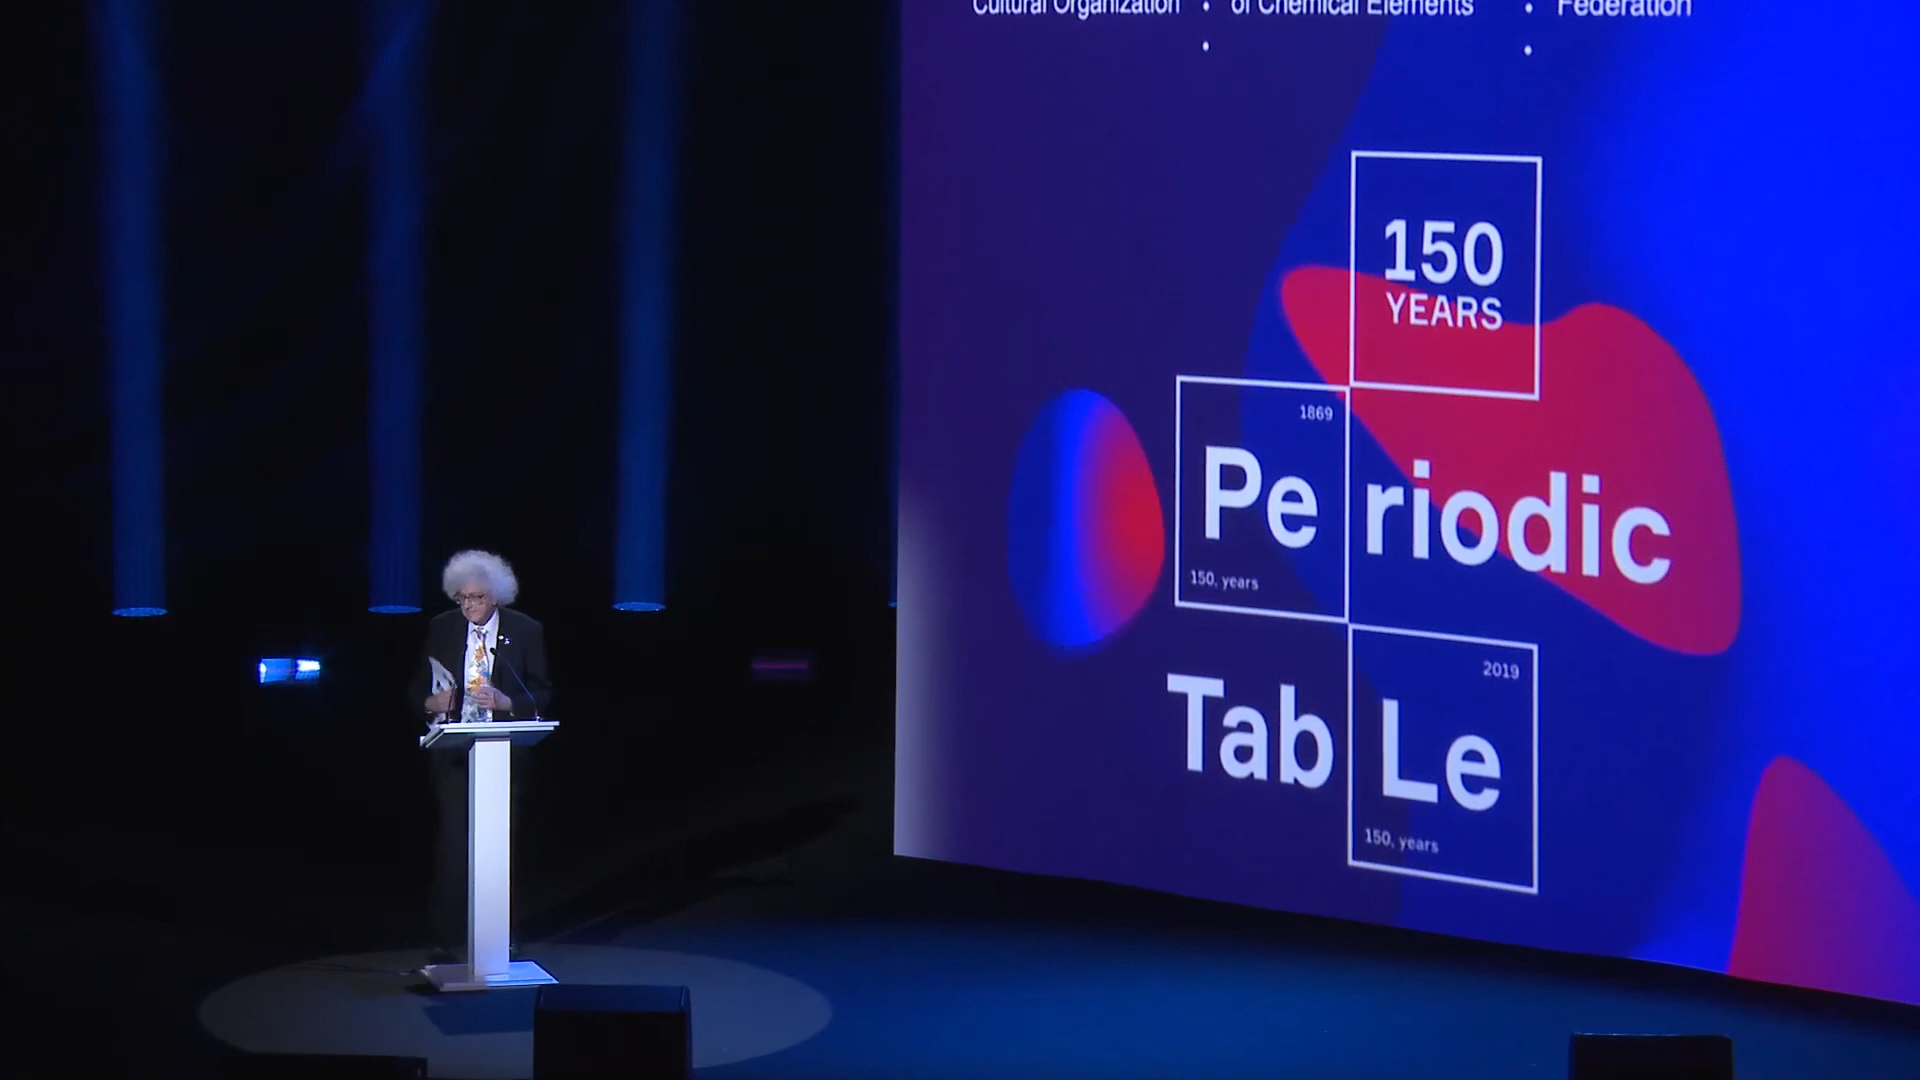 Cultural Organization
of Chemical Elements
Federation
150
YEARS
1869
Pe riodic
150, years
2019
Tab Le
150, years